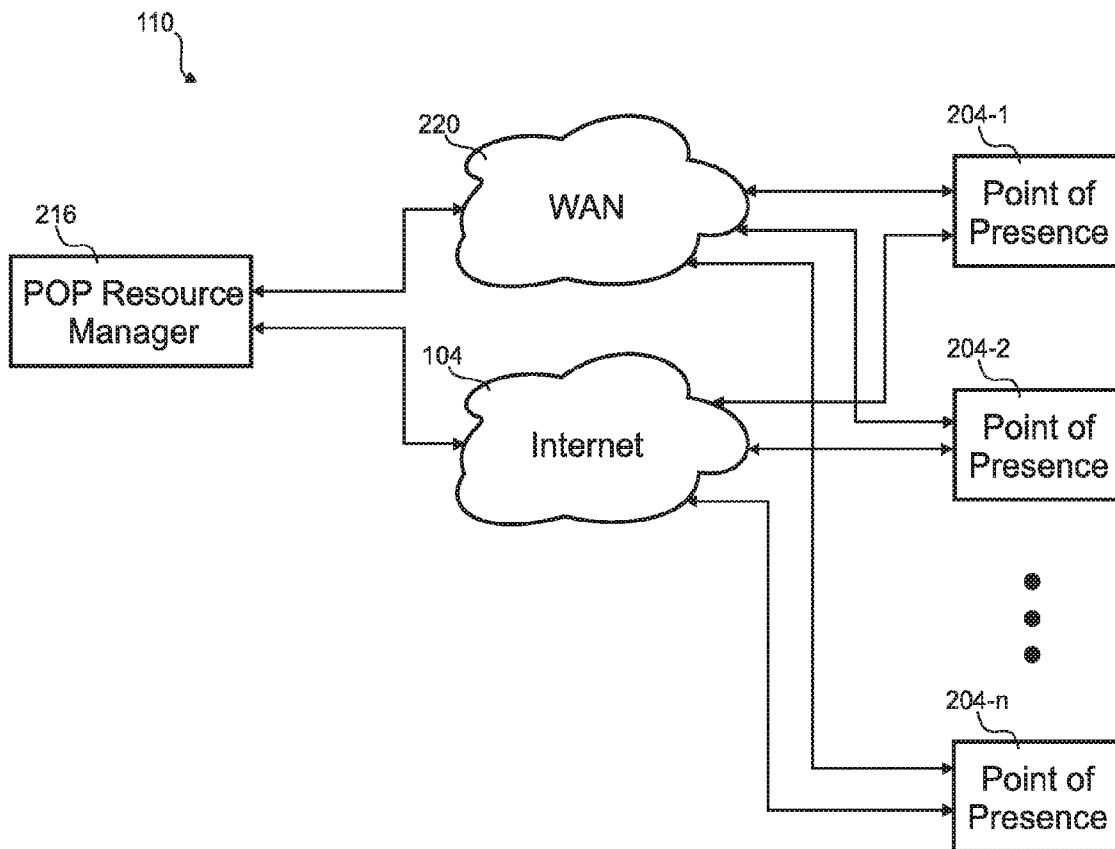 110
220
WAN
204-1
Point of
Presence
216
POP Resource
Manager
104
Internet
204-2
Point of
Presence
204-n
Point of
Presence